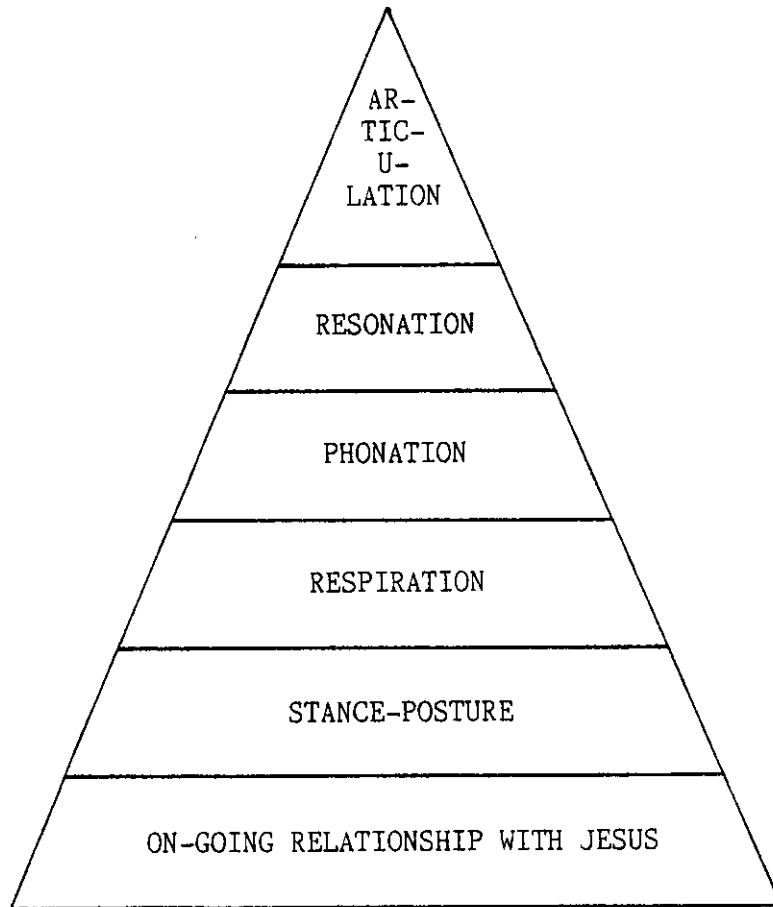 AR-
TIC-
U-
LATION
RESONATION
PHONATION
RESPIRATION
STANCE-POSTURE
ON-GOING RELATIONSHIP WITH JESUS